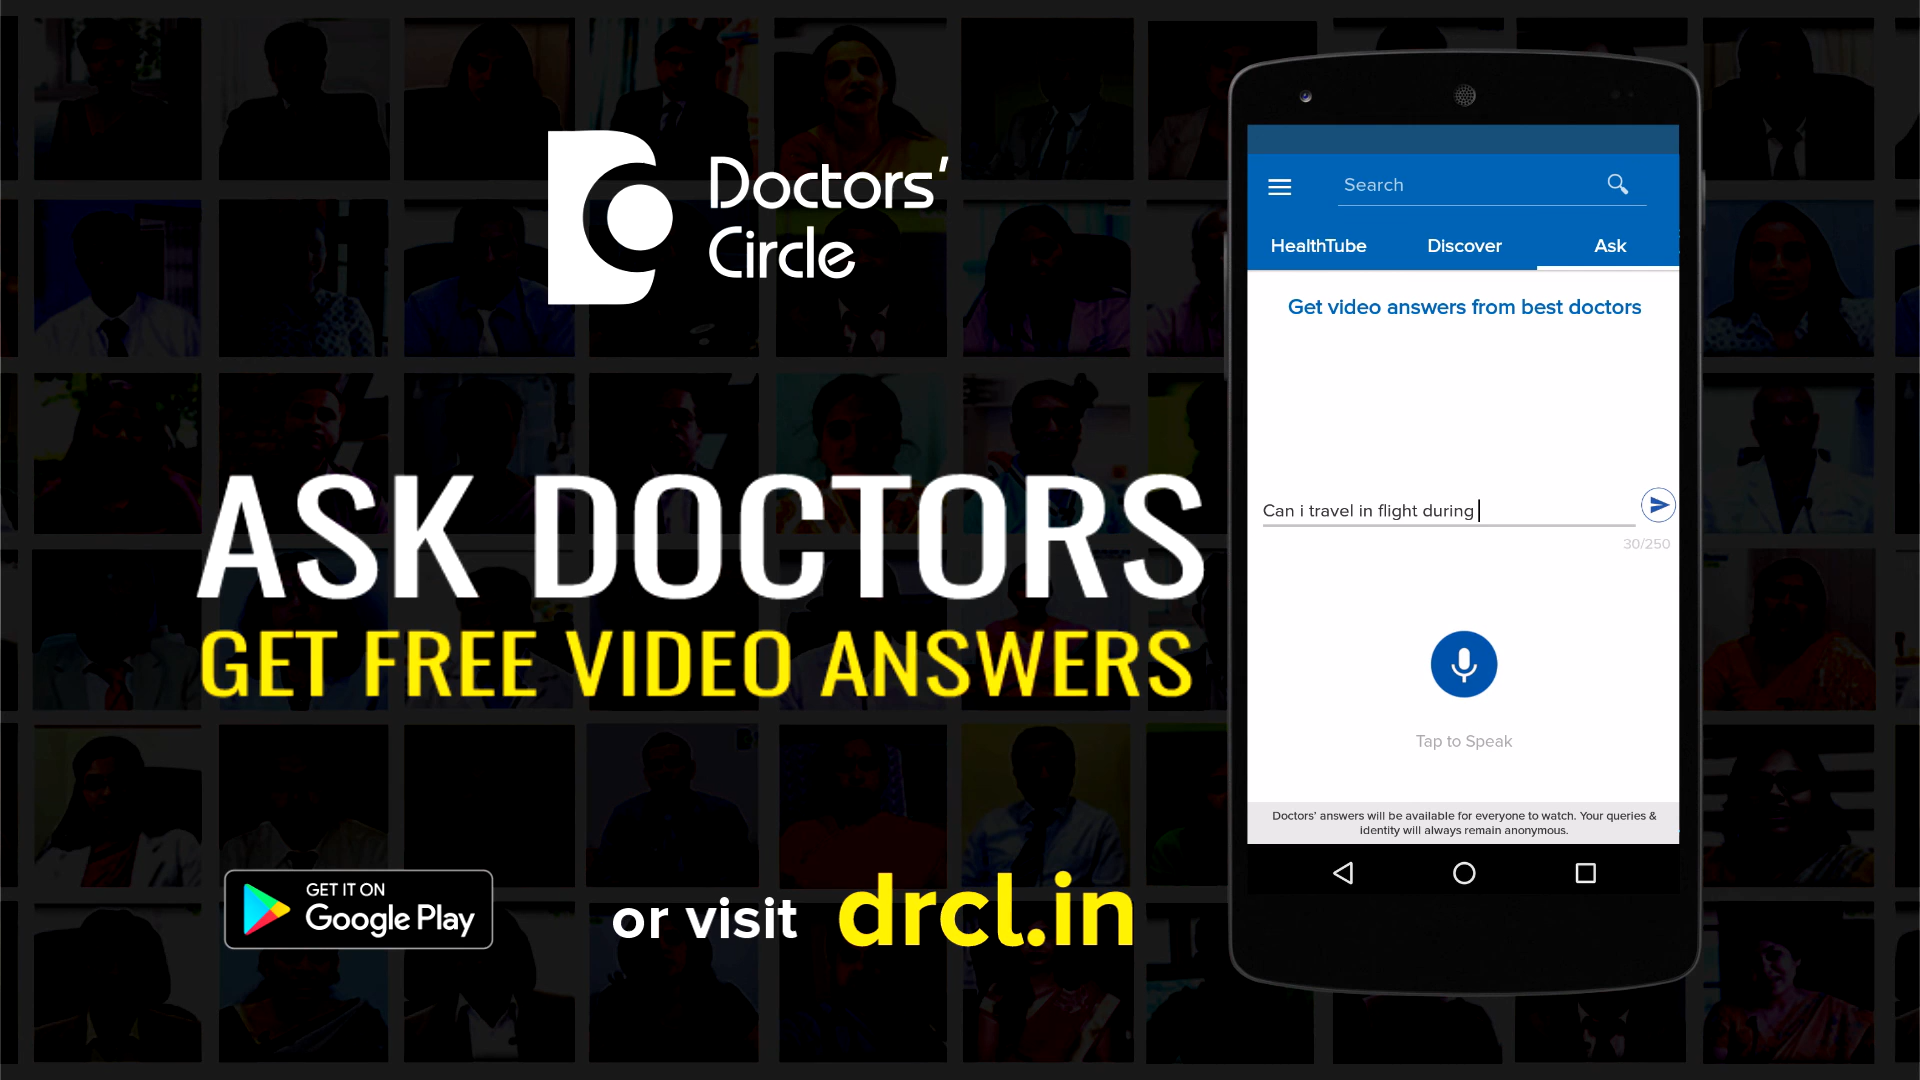 Doctors'
Circle
ASK DOCTORS
GET FREE VIDEO ANSWERS
GET IT ON
Google Play
or visit drcl.in
Search
HealthTube Discover Ask
Get video answers from best doctors
Can i travel in flight during
30/250
Tap to Speak
Doctors' answers will be available for everyone to watch. Your queries &
identity will always remain anonymous.